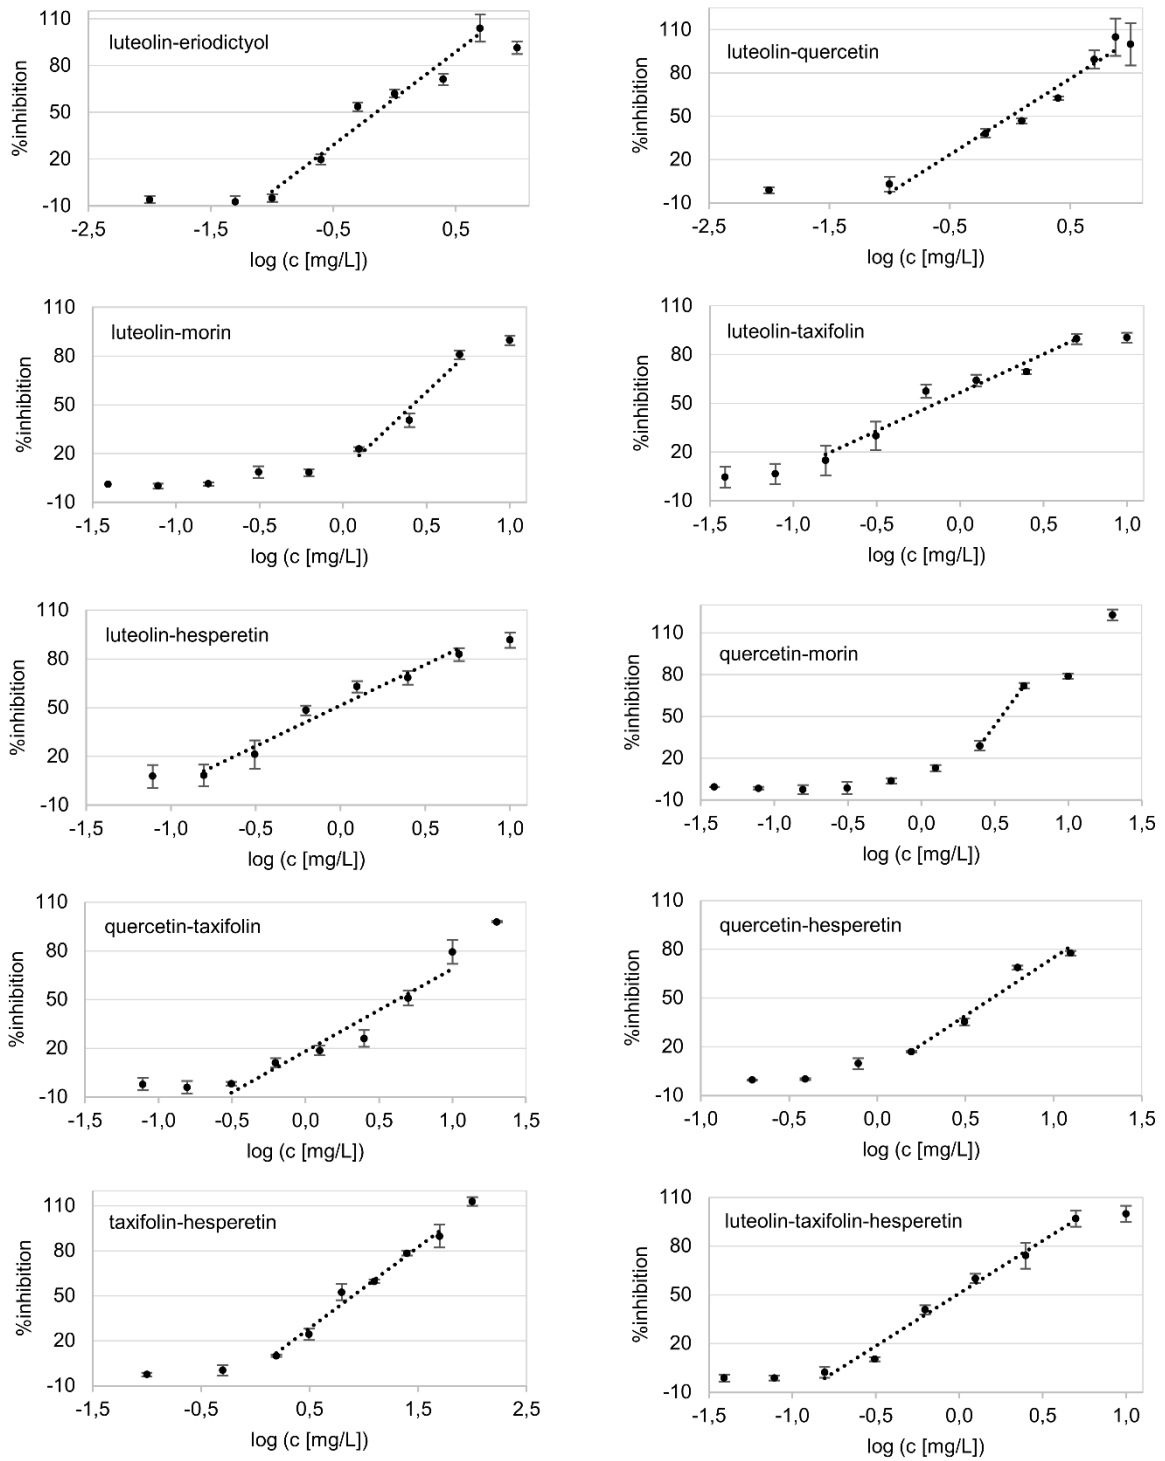 luteolin-eriodictyol
%inhibition
110
80
50
20
-10
-2,5 -1,5 -0,5 0,5
log (c [mg/L])
luteolin-quercetin
%inhibition
110
80
50
20
-10
-2,5 -1,5 -0,5 0,5
log (c [mg/L])
luteolin-morin
%inhibition
110
80
50
20
-10
-1,5 -1,0 -0,5 0,0 0,5 1,0
log (c [mg/L])
luteolin-taxifolin
%inhibition
110
80
50
20
-10
-1,5 -1,0 -0,5 0,0 0,5 1,0
log (c [mg/L])
luteolin-hesperetin
%inhibition
110
80
50
20
-10
-1,5 -1,0 -0,5 0,0 0,5 1,0
log (c [mg/L])
quercetin-morin
%inhibition
110
80
50
20
-10
-1,5 -1,0 -0,5 0,0 0,5 1,0 1,5
log (c [mg/L])
quercetin-taxifolin
%inhibition
110
80
50
20
-10
-1,5 -1,0 -0,5 0,0 0,5 1,0 1,5
log (c [mg/L])
quercetin-hesperetin
%inhibition
110
80
50
20
-10
-1,0 -0,5 0,0 0,5 1,0 1,5
log (c [mg/L])
taxifolin-hesperetin
%inhibition
110
80
50
20
-10
-1,5 -0,5 0,5 1,5 2,5
log (c [mg/L])
luteolin-taxifolin-hesperetin
%inhibition
110
80
50
20
-10
-1,5 -1,0 -0,5 0,0 0,5 1,0
log (c [mg/L])